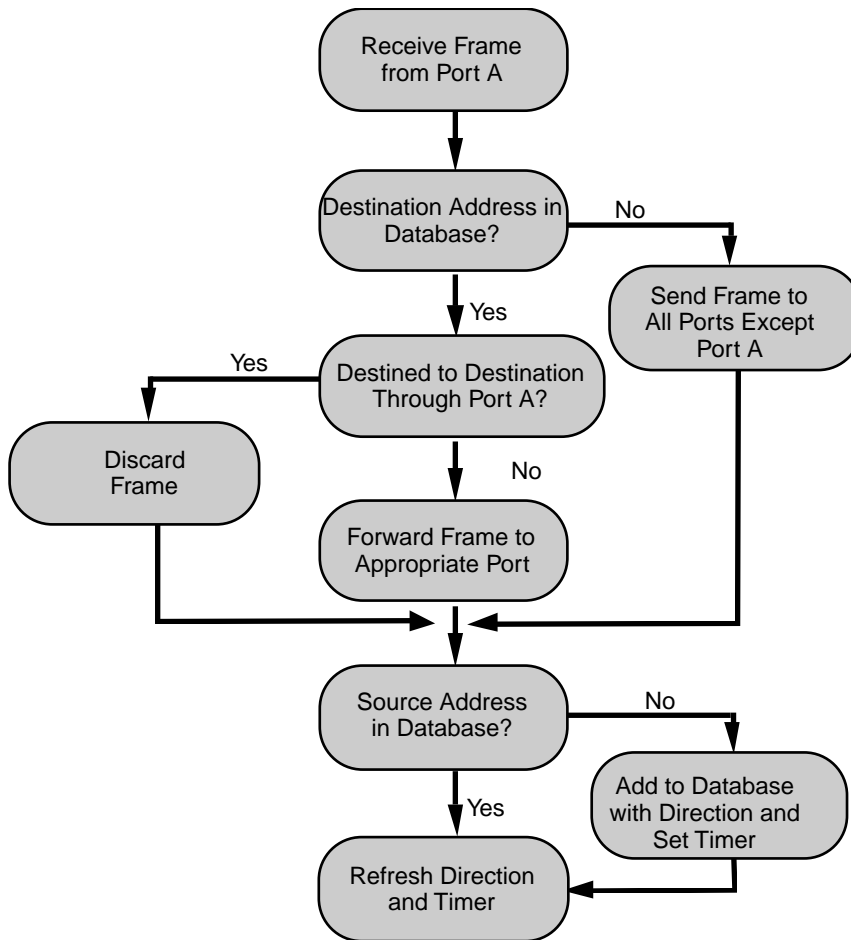 Receive Frame
from Port A
Destination Address in
Database?
No
Send Frame to
All Ports Except
Port A
Yes
Yes
Destined to Destination
Through Port A?
Discard
Frame
No
Forward Frame to
Appropriate Port
Source Address
in Database?
No
Add to Database
with Direction and
Set Timer
Yes
Refresh Direction
and Timer